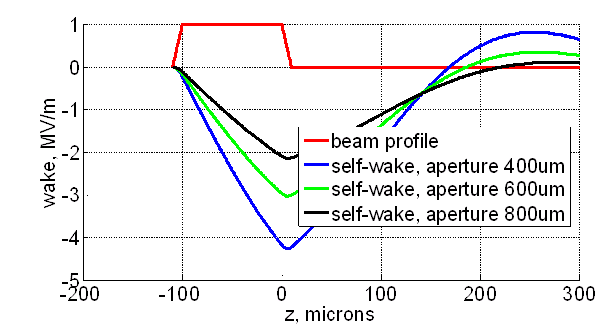 1
0
-1
-2
-3
-4
-5
wake, MV/m
beam profile
self-wake, aperture 400um
self-wake, aperture 600um
self-wake, aperture 800um
-200
-100
0
100
200
300
z, microns